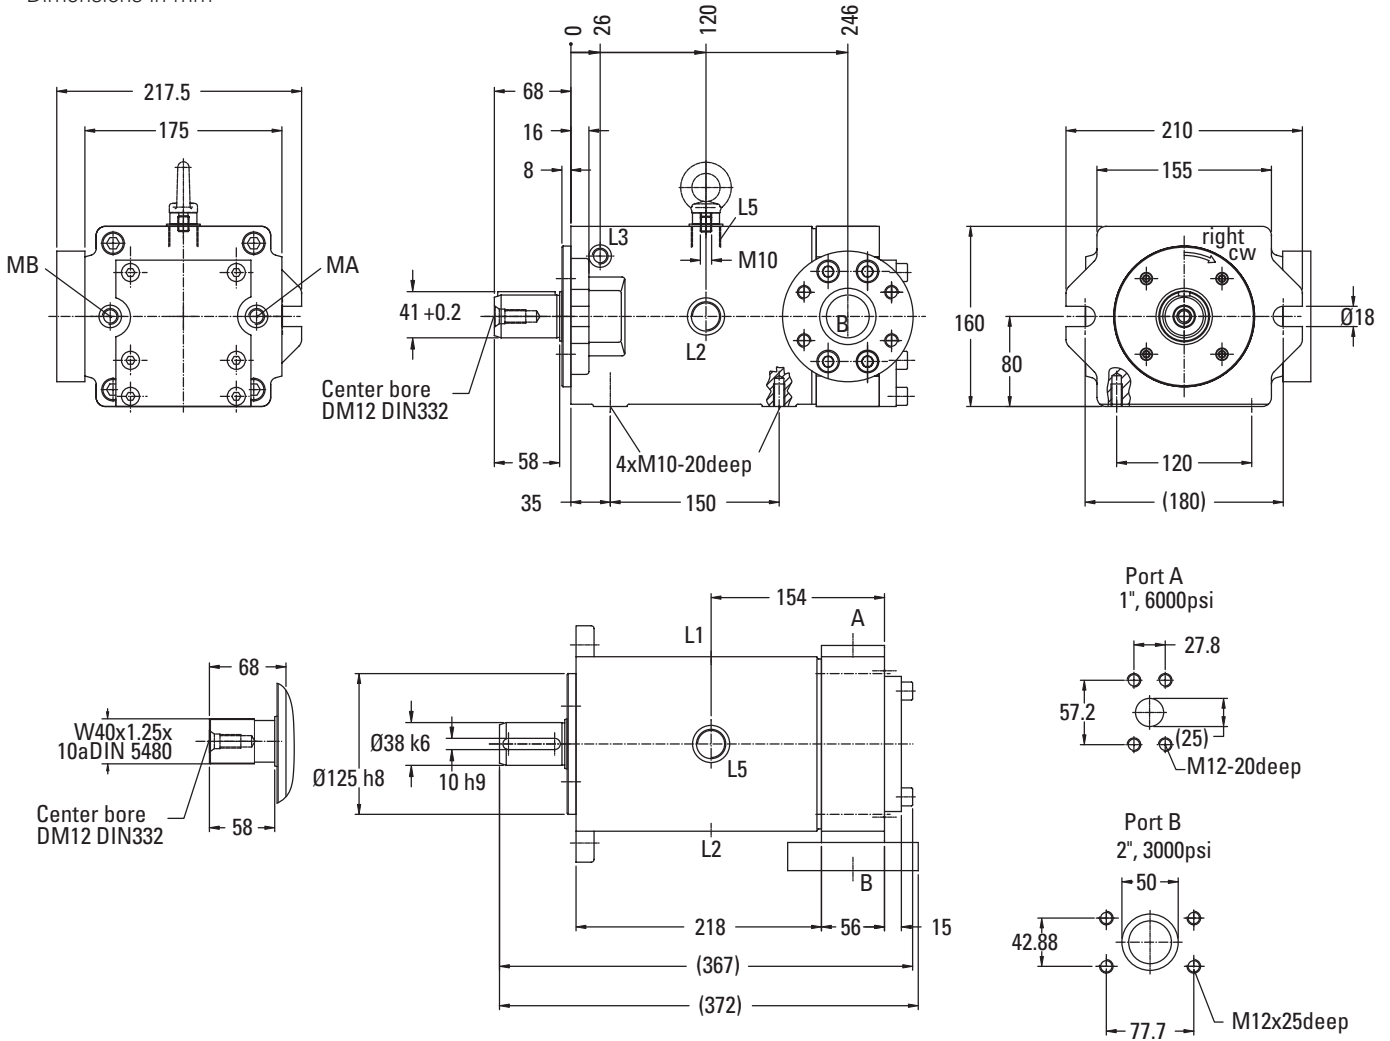 Dimensions in mm
0
26
120
246
217.5
175
MB
MA
68
16
8
L5
L3
M10
41 +0.2
B
L2
Center bore
DM12 DIN332
58
4xM10-20deep
35
150
210
155
right
cw
160
80
Ø18
120
(180)
154
A
L1
68
W40x1.25x
10aDIN 5480
Ø38 k6
Ø125 h8
10 h9
L5
Center bore
DM12 DIN332
58
L2
B
218
56
15
(367)
(372)
Port A
1", 6000psi
27.8
57.2
(25)
M12-20deep
Port B
2", 3000psi
50
42.88
M12x25deep
77.7